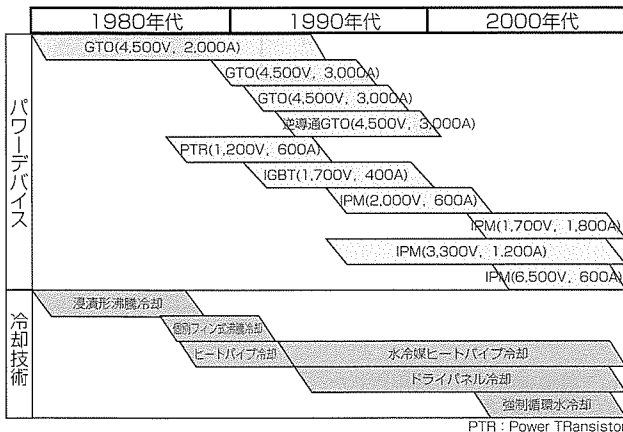 1980年代
1990年代
2000年代
パワーデバイス
GTO(4,500V, 2,000A)
GTO(4,500V, 3,000A)
GTO(4,500V, 3,000A)
逆導通GTO(4,500V, 3,000A)
PTR(1,200V, 600A)
IGBT(1,700V, 400A)
IPM(2,000V, 600A)
IPM(1,700V, 1,800A)
IPM(3,300V, 1,200A)
IPM(6,500V, 600A)
冷却技術
浸漬形沸騰冷却
個別フィン式沸騰冷却
ヒートパイプ冷却
水冷媒ヒートパイプ冷却
ドライパネル冷却
強制循環水冷却
PTR : Power TRansistor